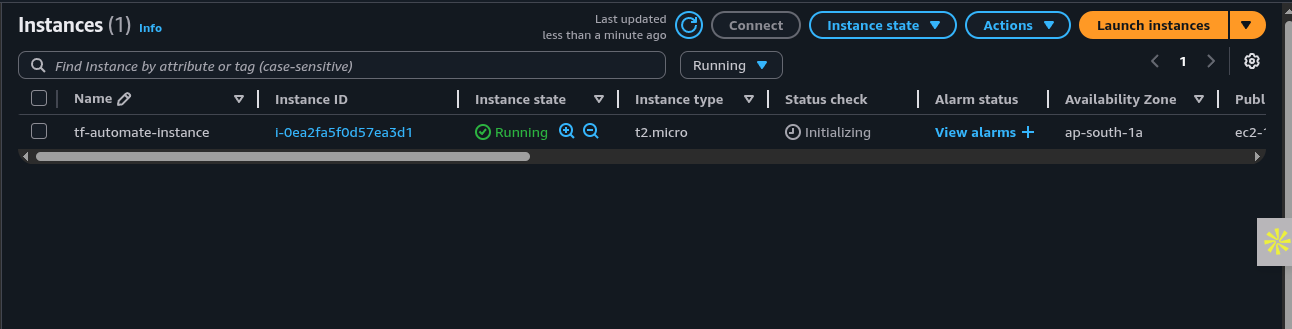 Instances (1) Info
Last updated
less than a minute ago
Connect
Instance state
Actions
Launch instances
Find Instance by attribute or tag (case-sensitive)
Running
1
Name Instance ID Instance state Instance type Status check Alarm status Availability Zone Publ
tf-automate-instance i-0ea2fa5f0d57ea3d1 Running t2.micro Initializing View alarms + ap-south-1a ec2-1